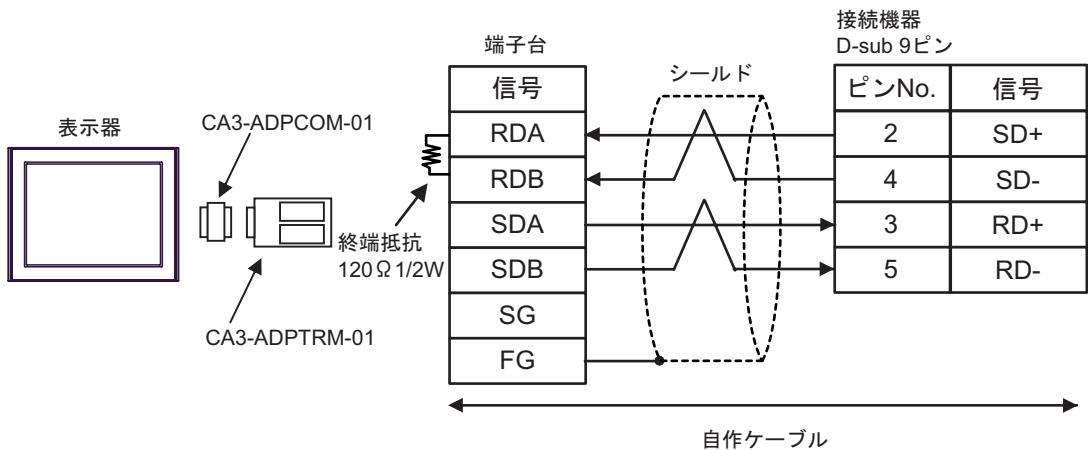 表示器
CA3-ADPCOM-01
CA3-ADPTRM-01
終端抵抗
120Ω1/2W
端子台
信号
RDA
RDB
SDA
SDB
SG
FG
シールド
接続機器
D-sub 9ピン
ピンNo. 信号
2 SD+
4 SD-
3 RD+
5 RD-
自作ケーブル